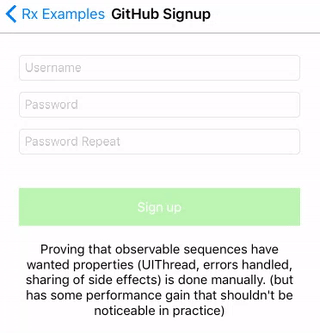 Rx Examples GitHub Signup
Username
Password
Password Repeat
Sign up
Proving that observable sequences have
wanted properties (UIThread, errors handled,
sharing of side effects) is done manually. (but
has some performance gain that shouldn't be
noticeable in practice)